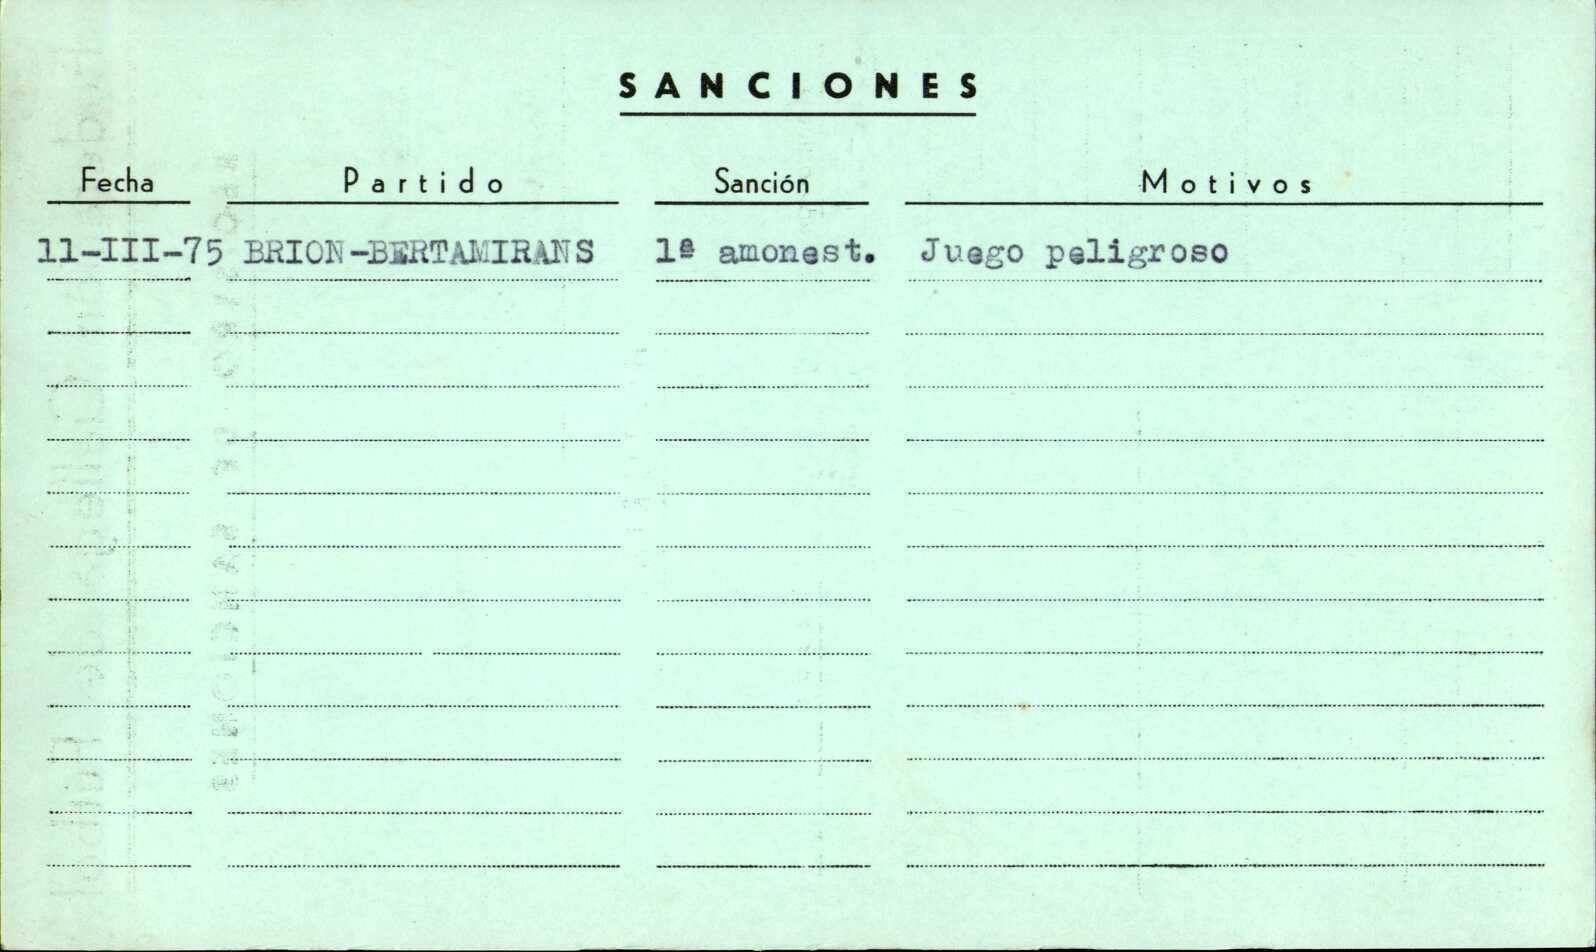 SANCIONES
Fecha Partido Sanción Motivos
11-III-75 BRION-BERTAMIRANS 1ª amonest. Juego peligroso